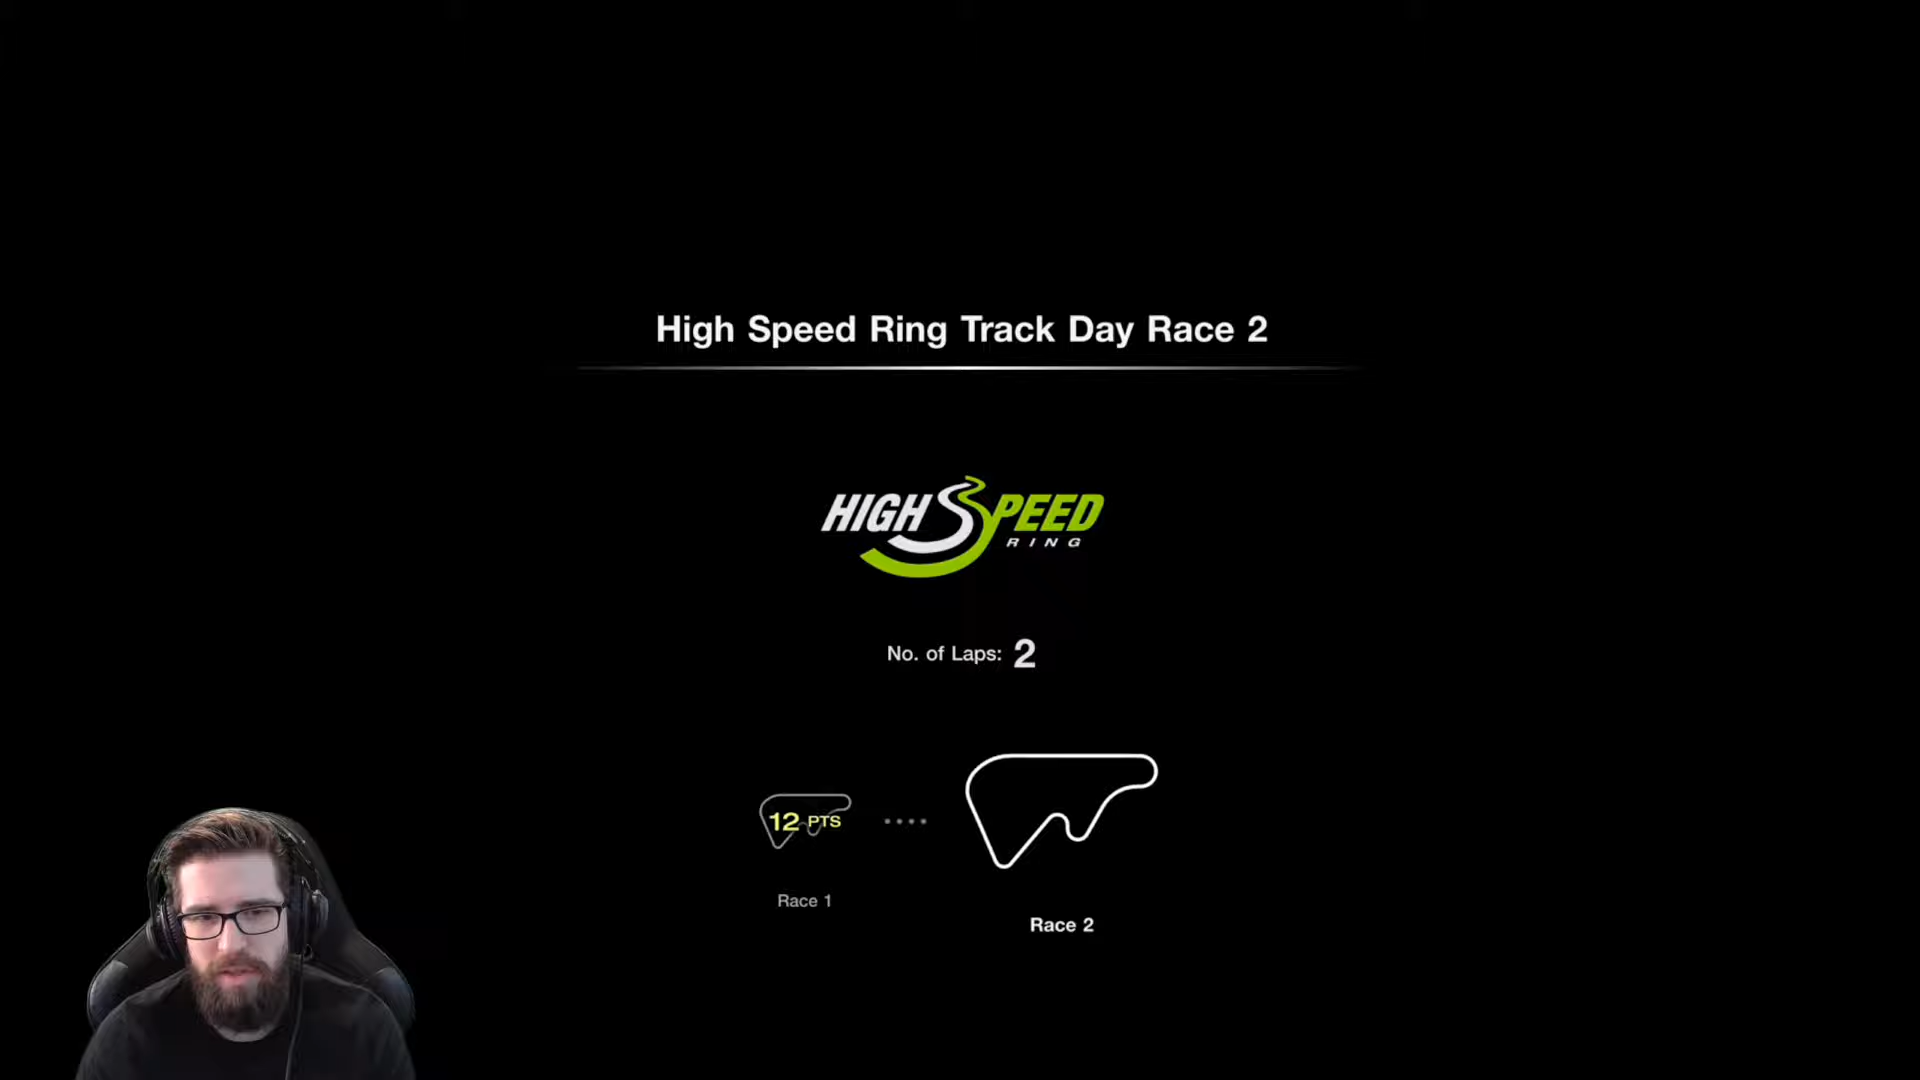 High Speed Ring Track Day Race 2
HIGH SPEED
RING
No. of Laps: 2
12 PTS
Race 1
Race 2